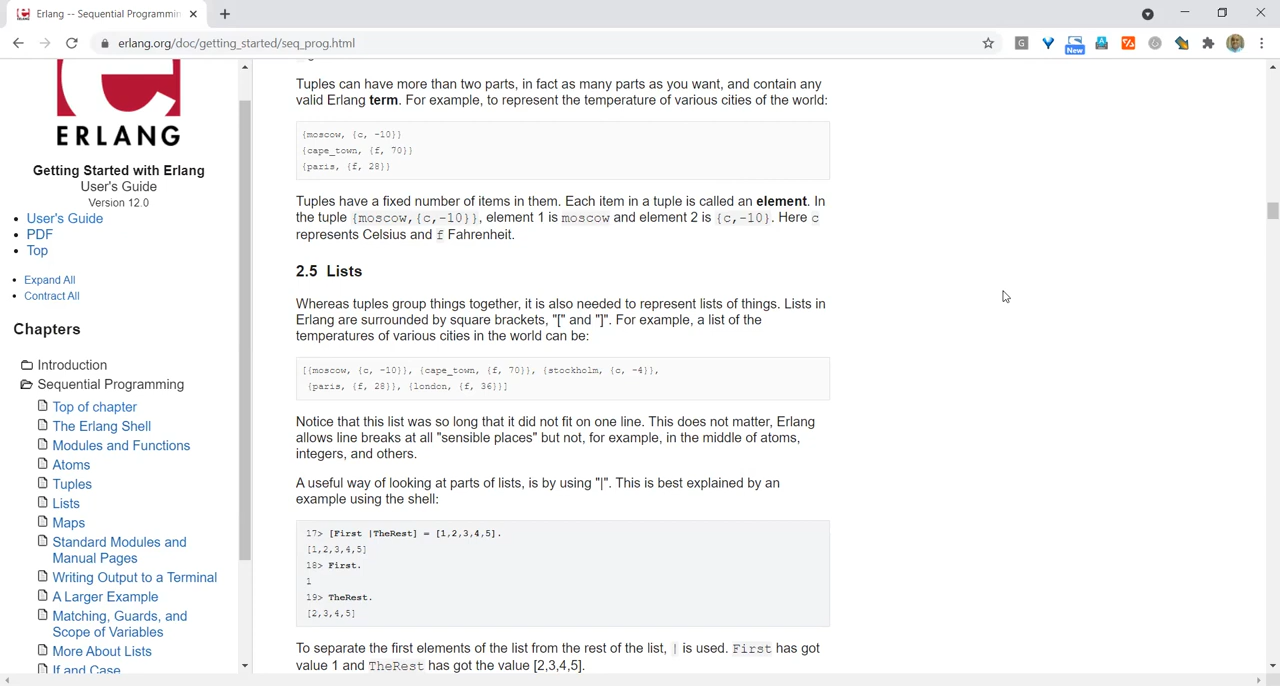 Erlang -- Sequential Programmin
erlang.org/doc/getting_started/seq_prog.html
New
ERLANG
Getting Started with Erlang
User's Guide
Version 12.0
User's Guide
PDF
Top
Expand All
Contract All
Chapters
Introduction
Sequential Programming
Top of chapter
The Erlang Shell
Modules and Functions
Atoms
Tuples
Lists
Maps
Standard Modules and
Manual Pages
Writing Output to a Terminal
A Larger Example
Matching, Guards, and
Scope of Variables
More About Lists
If and Case
Tuples can have more than two parts, in fact as many parts as you want, and contain any
valid Erlang term. For example, to represent the temperature of various cities of the world:
{moscow, {c, -10}}
{cape_town, {f, 70}}
{paris, {f, 28}}
Tuples have a fixed number of items in them. Each item in a tuple is called an element. In
the tuple {moscow,{c,-10}}, element 1 is moscow and element 2 is {c,-10}. Here c
represents Celsius and f Fahrenheit.
2.5 Lists
Whereas tuples group things together, it is also needed to represent lists of things. Lists in
Erlang are surrounded by square brackets, "[" and "]". For example, a list of the
temperatures of various cities in the world can be:
[{moscow, {c, -10}}, {cape_town, {f, 70}}, {stockholm, {c, -4}},
{paris, {f, 28}}, {london, {f, 36}}]
Notice that this list was so long that it did not fit on one line. This does not matter, Erlang
allows line breaks at all "sensible places" but not, for example, in the middle of atoms,
integers, and others.
A useful way of looking at parts of lists, is by using "|". This is best explained by an
example using the shell:
17> [First |TheRest] = [1,2,3,4,5].
[1,2,3,4,5]
18> First.
1
19> TheRest.
[2,3,4,5]
To separate the first elements of the list from the rest of the list, | is used. First has got
value 1 and TheRest has got the value [2,3,4,5].